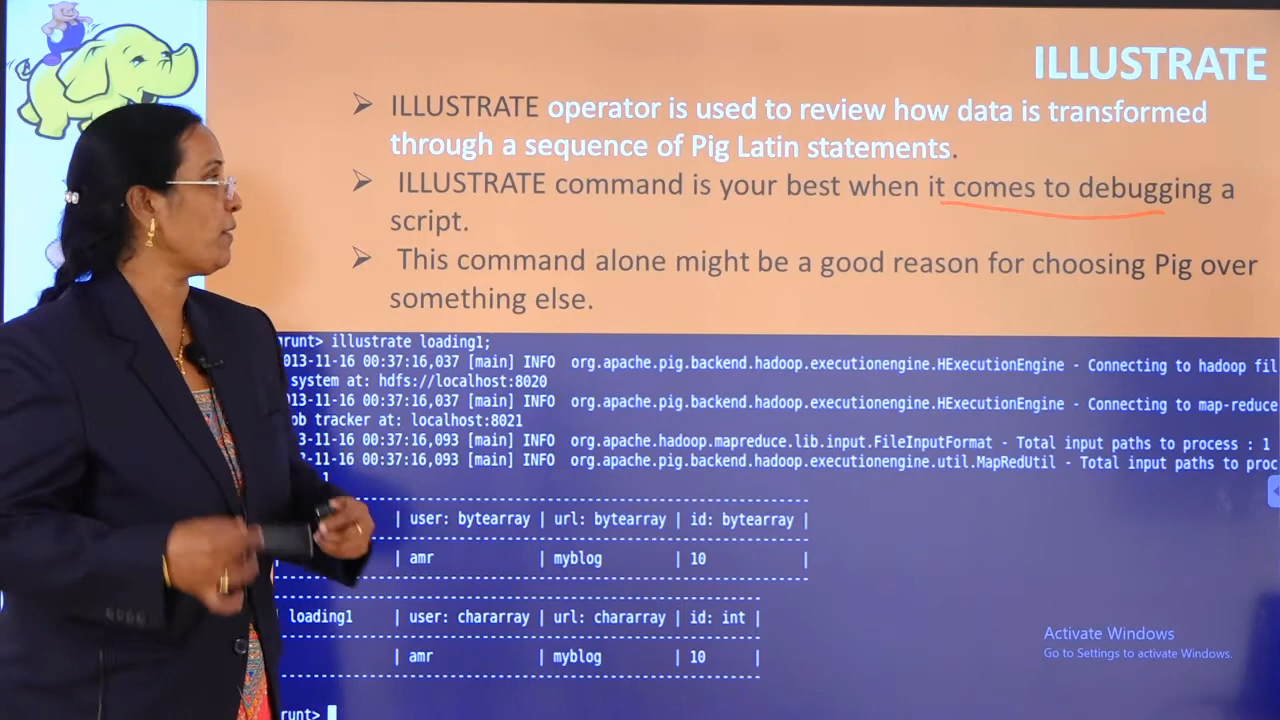 ILLUSTRATE
➢ ILLUSTRATE operator is used to review how data is transformed
through a sequence of Pig Latin statements.
➢ ILLUSTRATE command is your best when it comes to debugging a
script.
➢ This command alone might be a good reason for choosing Pig over
something else.
grunt> illustrate loading1;
2013-11-16 00:37:16,037 [main] INFO org.apache.pig.backend.hadoop.executionengine.HExecutionEngine - Connecting to hadoop fil
system at: hdfs://localhost:8020
013-11-16 00:37:16,037 [main] INFO org.apache.pig.backend.hadoop.executionengine.HExecutionEngine - Connecting to map-reduce
ob tracker at: localhost:8021
3-11-16 00:37:16,093 [main] INFO org.apache.hadoop.mapreduce.lib.input.FileInputFormat - Total input paths to process : 1
-11-16 00:37:16,093 [main] INFO org.apache.pig.backend.hadoop.executionengine.util.MapRedUtil - Total input paths to proc
1
| user: bytearray | url: bytearray | id: bytearray |
| amr | myblog | 10 |
loading1 | user: chararray | url: chararray | id: int |
| amr | myblog | 10 |
Activate Windows
Go to Settings to activate Windows.
runt>